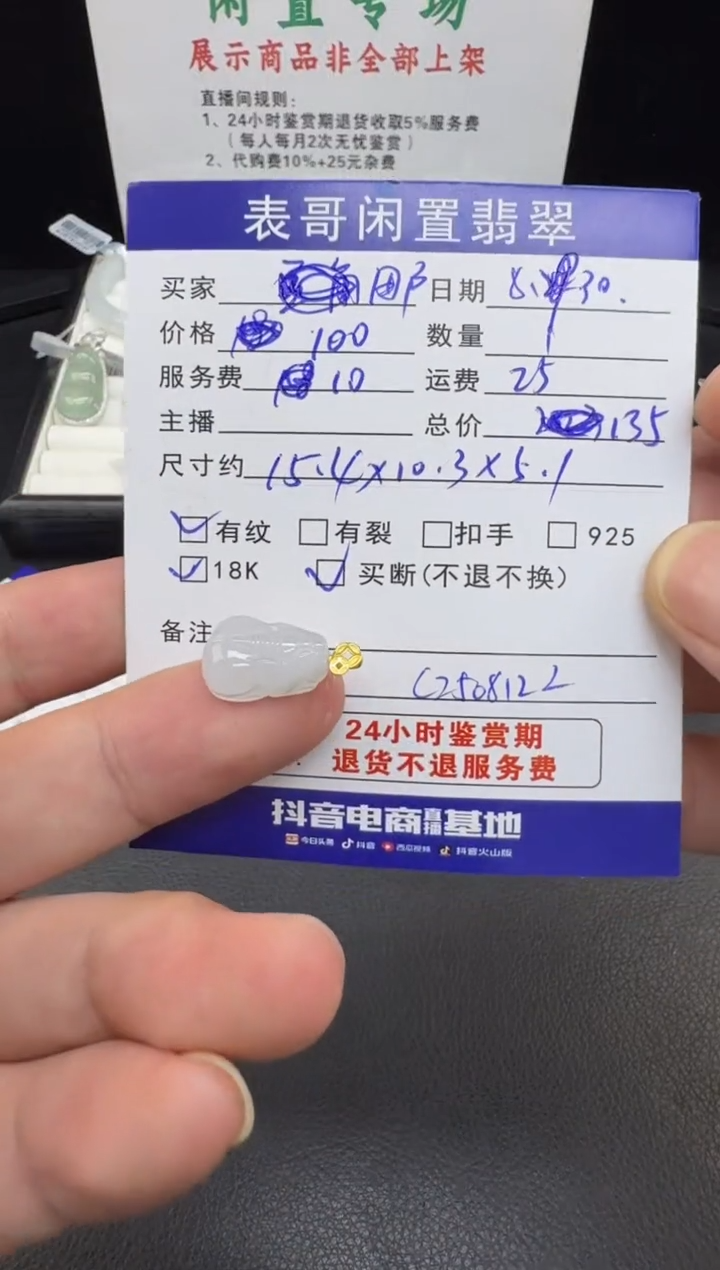 闲置专场
展示商品非全部上架
直播间规则：
1、24小时鉴赏期退货收取5%服务费
（每人每月2次无忧鉴赏）
2、代购费10%+25元杂费
表哥闲置翡翠
买家 用户 日期 30.
价格 100 数量 1
服务费 10 运费 25
主播 总价 135
尺寸约 15.4×10.3×5.1
有纹 有裂 扣手 925
18K 买断(不退不换)
备注
C2508122
24小时鉴赏期
退货不退服务费
抖音电商直播基地
今日头条 抖音 西瓜视频 抖音火山版